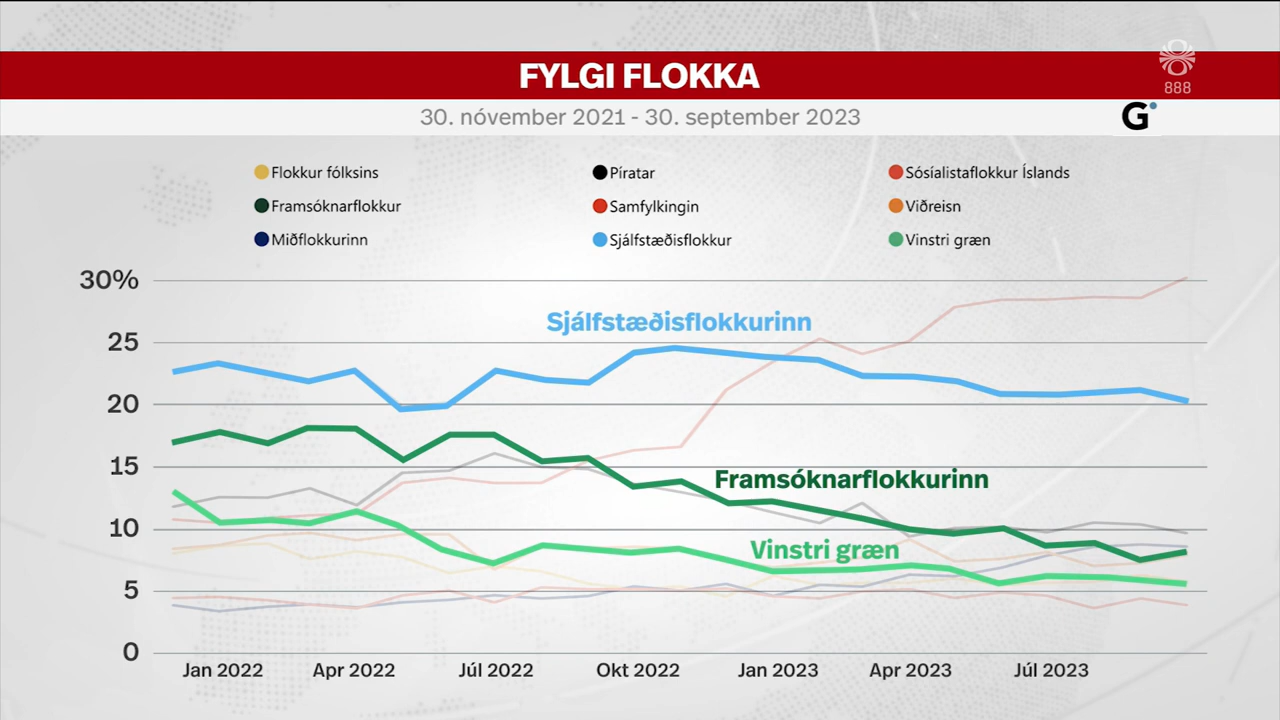 FYLGI FLOKKA
888
30. nóvember 2021 - 30. september 2023
G
Flokkur fólksins
Píratar
Sósíalistaflokkur Íslands
Framsóknarflokkur
Samfylkingin
Viðreisn
Miðflokkurinn
Sjálfstæðisflokkur
Vinstri græn
30%
Sjálfstæðisflokkurinn
25
20
15
Framsóknarflokkurinn
10
Vinstri græn
5
0
Jan 2022
Apr 2022
Júl 2022
Okt 2022
Jan 2023
Apr 2023
Júl 2023